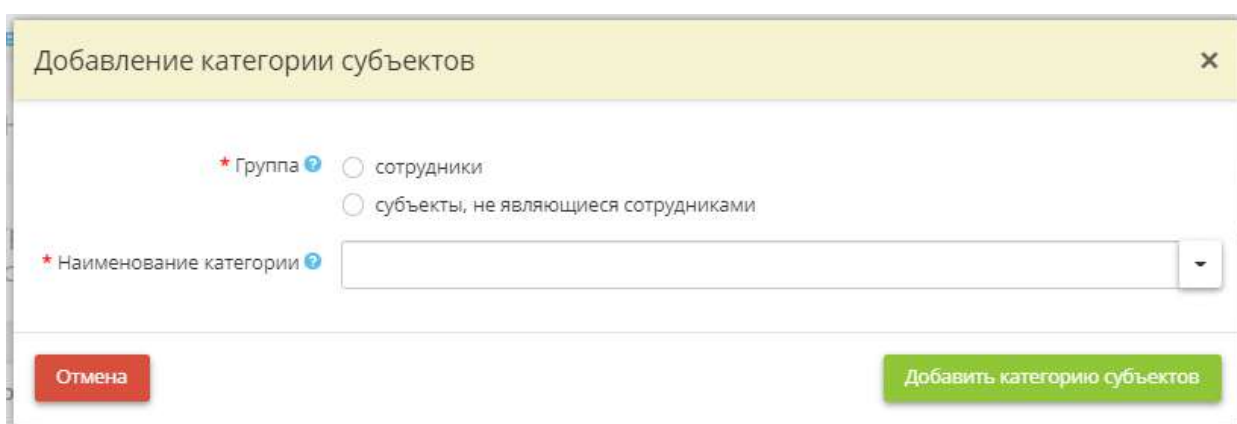 Добавление категории субъектов ×
* Группа ? сотрудники
субъекты, не являющиеся сотрудниками
* Наименование категории ?
Отмена Добавить категорию субъектов